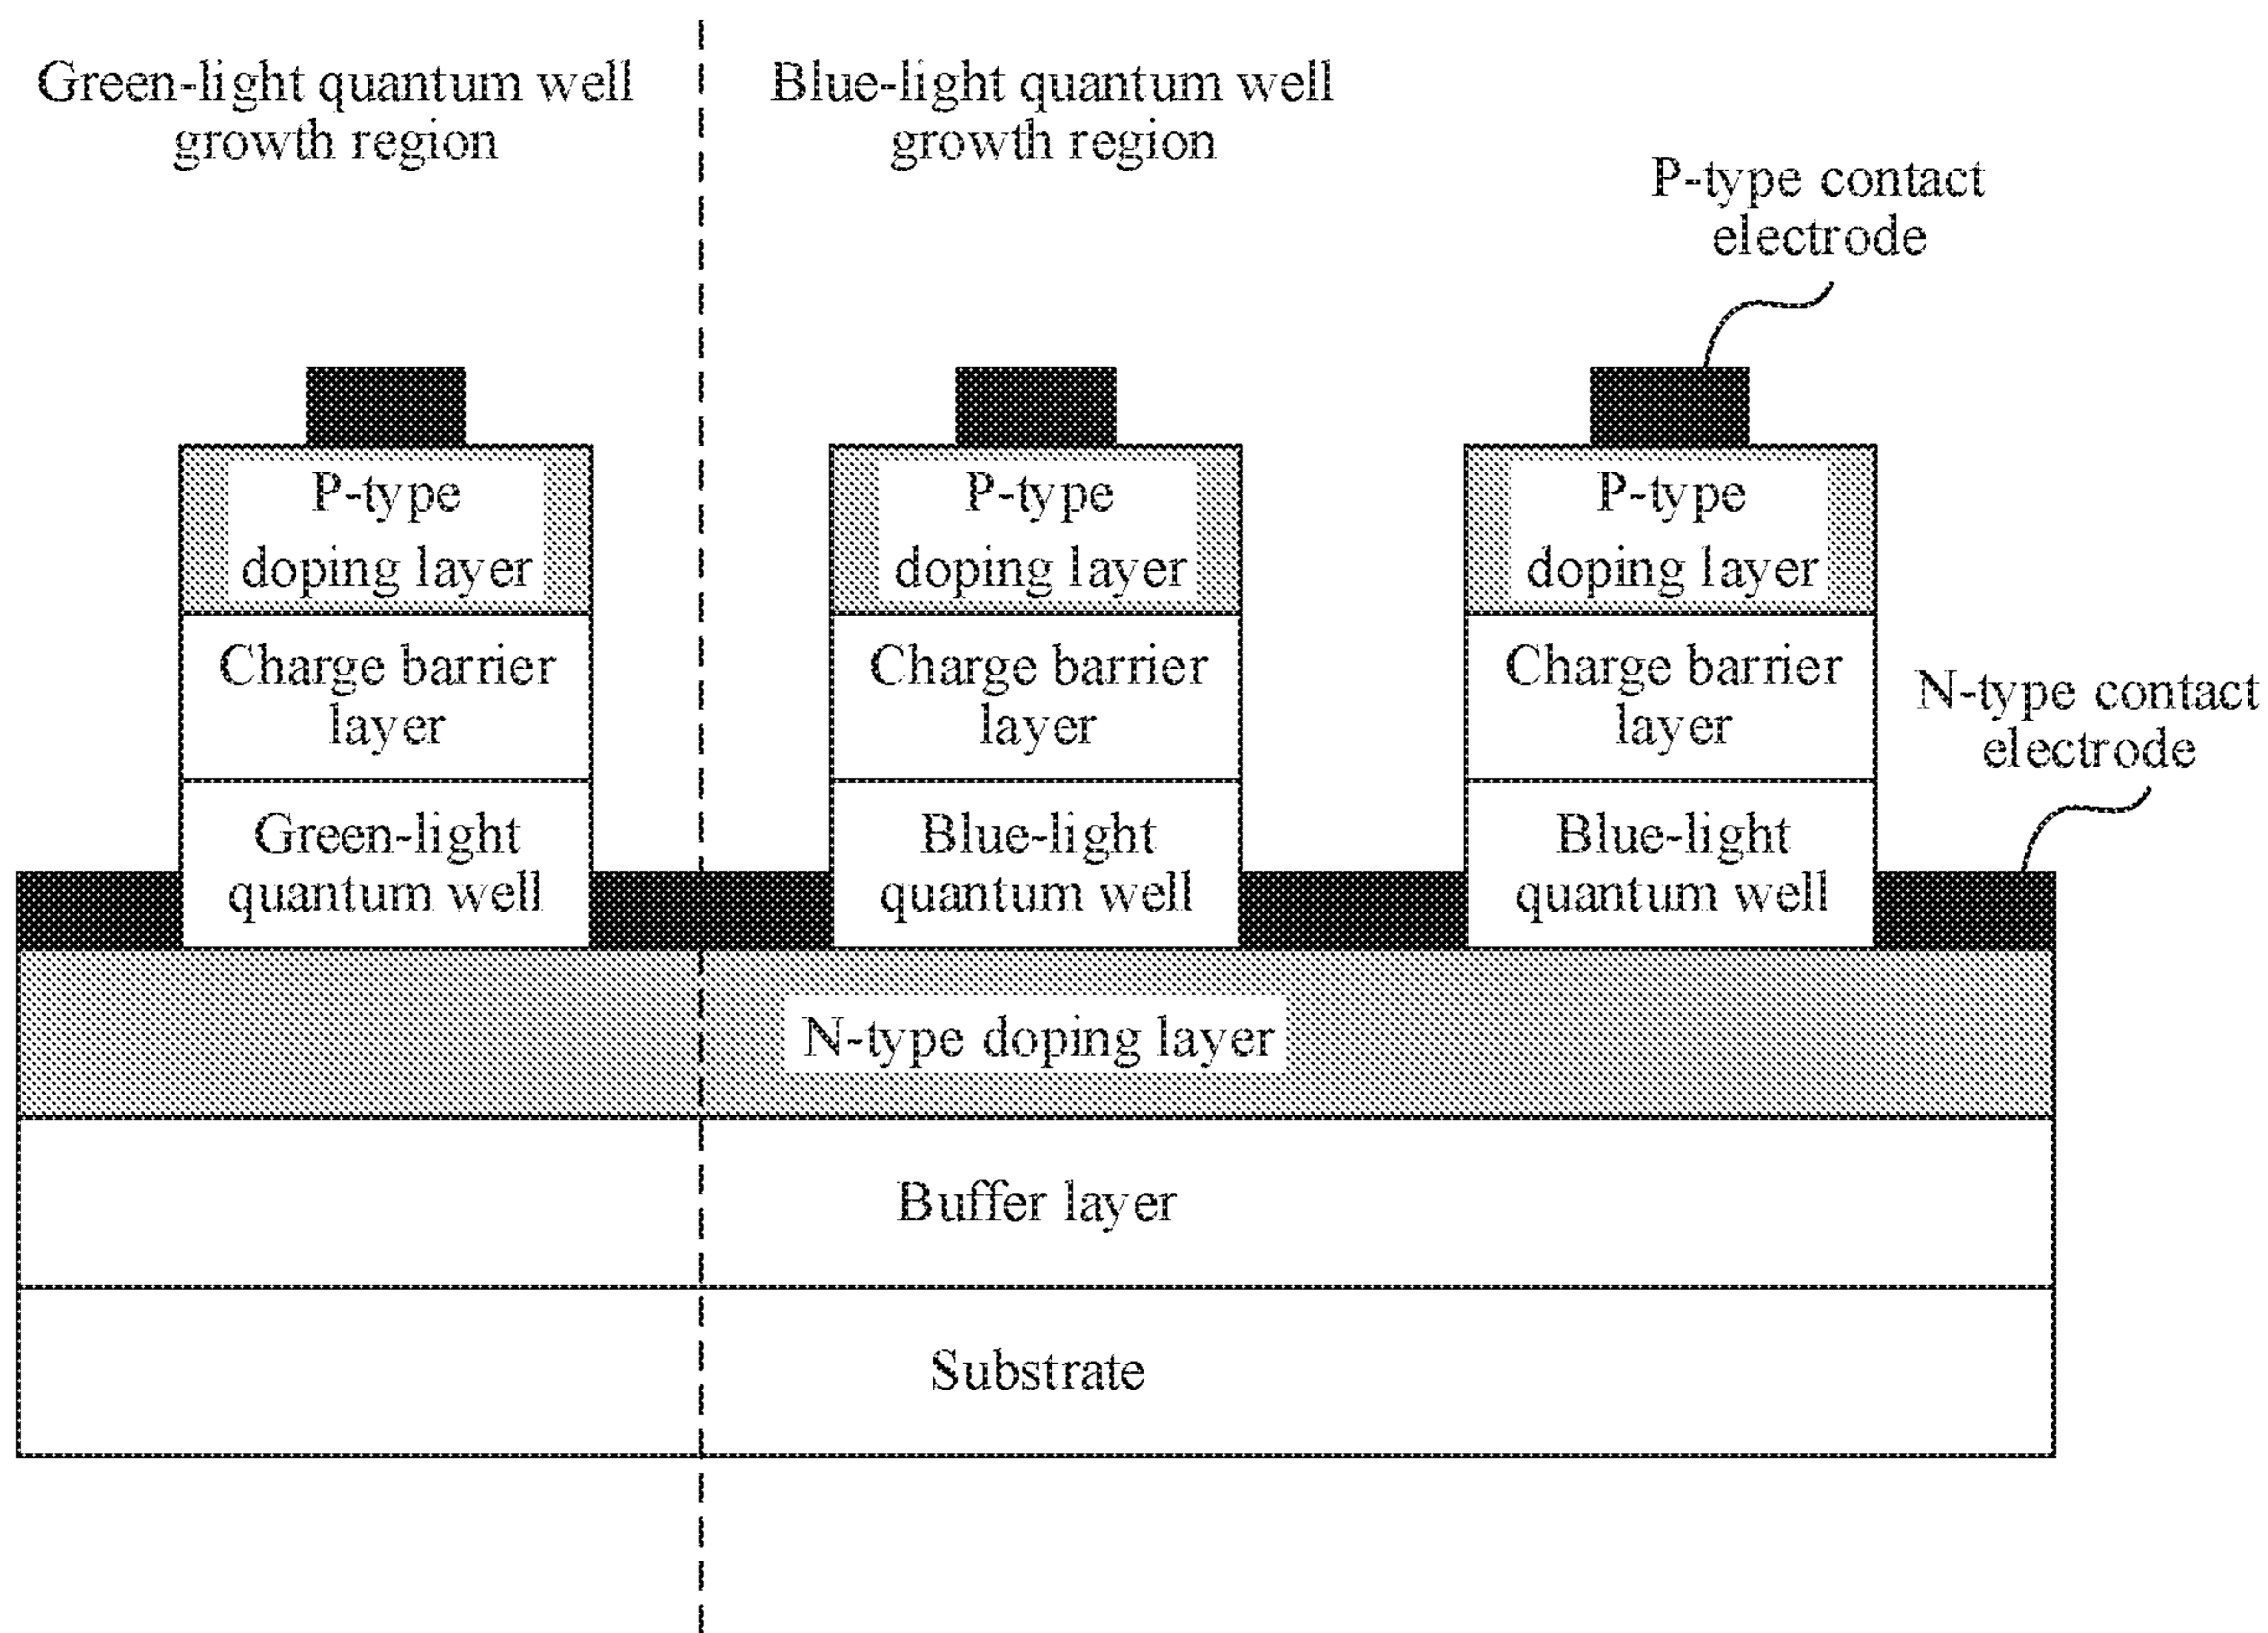 Green-light quantum well
growth region
Blue-light quantum well
growth region
P-type contact
electrode
P-type
doping layer
P-type
doping layer
P-type
doping layer
Charge barrier
layer
Charge barrier
layer
Charge barrier
layer
N-type contact
electrode
Green-light
quantum well
Blue-light
quantum well
Blue-light
quantum well
N-type doping layer
Buffer layer
Substrate